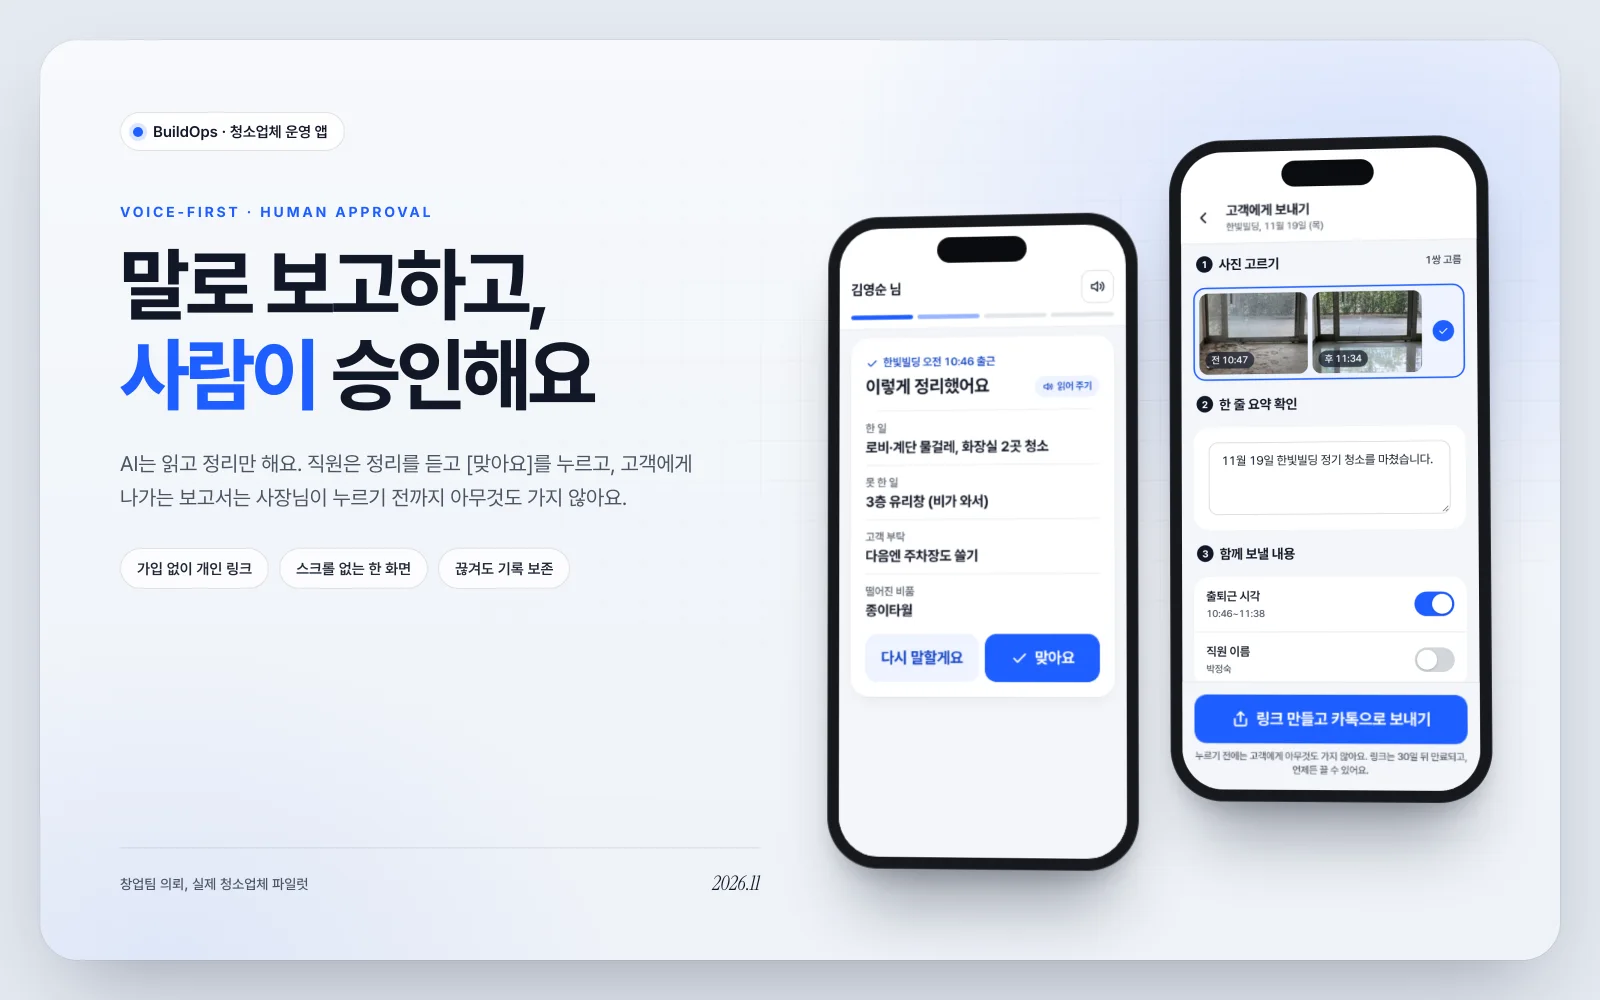 BuildOps · 청소업체 운영 앱
VOICE-FIRST · HUMAN APPROVAL
말로 보고하고,
사람이 승인해요
AI는 읽고 정리만 해요. 직원은 정리를 듣고 [맞아요]를 누르고, 고객에게
나가는 보고서는 사장님이 누르기 전까지 아무것도 가지 않아요.
가입 없이 개인 링크
스크롤 없는 한 화면
끊겨도 기록 보존
창업팀 의뢰, 실제 청소업체 파일럿
2026.11
김영순 님
한빛빌딩 오전 10:46 출근
이렇게 정리했어요
읽어 주기
한 일
로비·계단 물걸레, 화장실 2곳 청소
못 한 일
3층 유리창 (비가 와서)
고객 부탁
다음엔 주차장도 쓸기
떨어진 비품
종이타월
다시 말할게요
맞아요
고객에게 보내기
한빛빌딩, 11월 19일 (목)
1 사진 고르기
1쌍 고름
전 10:47
후 11:34
2 한 줄 요약 확인
11월 19일 한빛빌딩 정기 청소를 마쳤습니다.
3 함께 보낼 내용
출퇴근 시각
10:46~11:38
직원 이름
박정숙
링크 만들고 카톡으로 보내기
누르기 전에는 고객에게 아무것도 가지 않아요. 링크는 30일 뒤 만료되고,
언제든 끌 수 있어요.